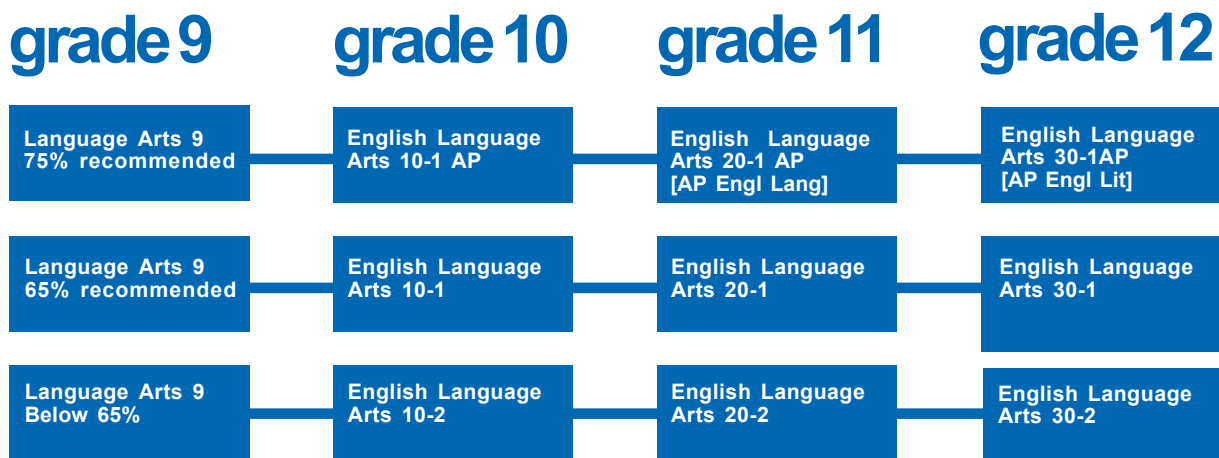 grade 9
grade 10
grade 11
grade 12
Language Arts 9
75% recommended
English Language
Arts 10-1 AP
English Language
Arts 20-1 AP
[AP Engl Lang]
English Language
Arts 30-1AP
[AP Engl Lit]
Language Arts 9
65% recommended
English Language
Arts 10-1
English Language
Arts 20-1
English Language
Arts 30-1
Language Arts 9
Below 65%
English Language
Arts 10-2
English Language
Arts 20-2
English Language
Arts 30-2